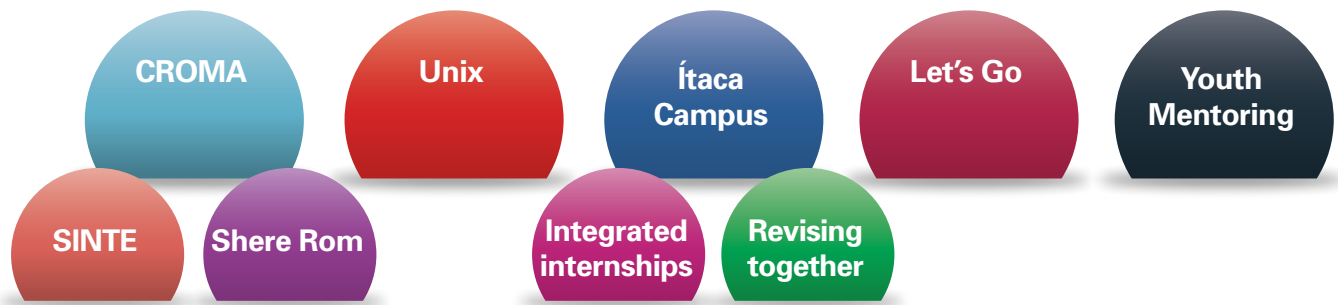 CROMA
Unix
Ítaca
Campus
Let's Go
Youth
Mentoring
SINTE
Shere Rom
Integrated
internships
Revising
together